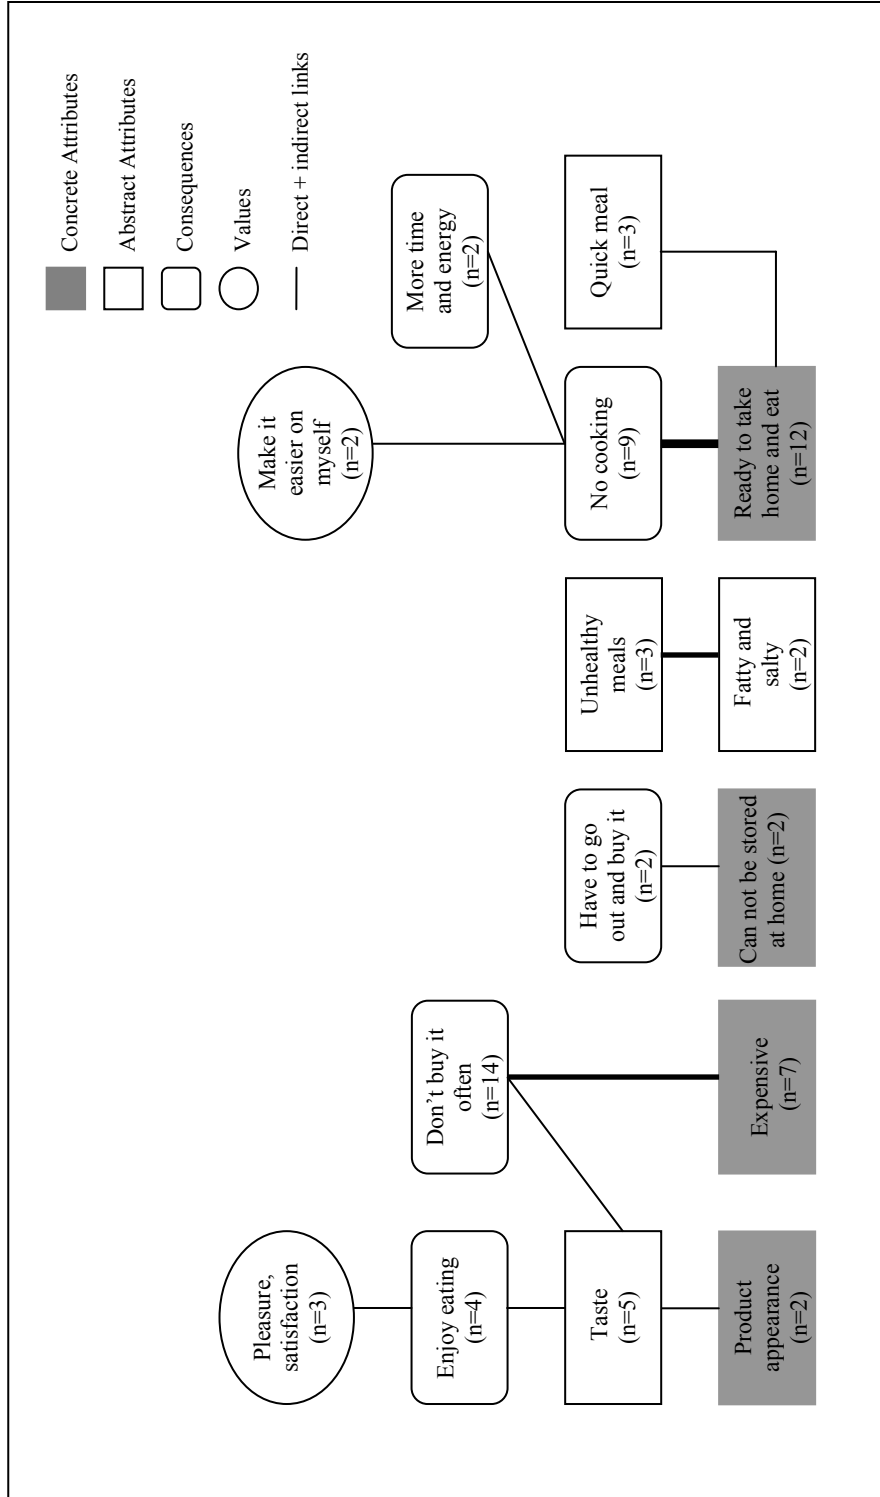 Concrete Attributes
Abstract Attributes
Consequences
Values
Direct + indirect links
Pleasure,
satisfaction
(n=3)
Make it
easier on
myself
(n=2)
Enjoy eating
(n=4)
Don’t buy it
often
(n=14)
More time
and energy
(n=2)
Taste
(n=5)
Have to go
out and buy it
(n=2)
Unhealthy
meals
(n=3)
No cooking
(n=9)
Quick meal
(n=3)
Product
appearance
(n=2)
Expensive
(n=7)
Can not be stored
at home (n=2)
Fatty and
salty
(n=2)
Ready to take
home and eat
(n=12)